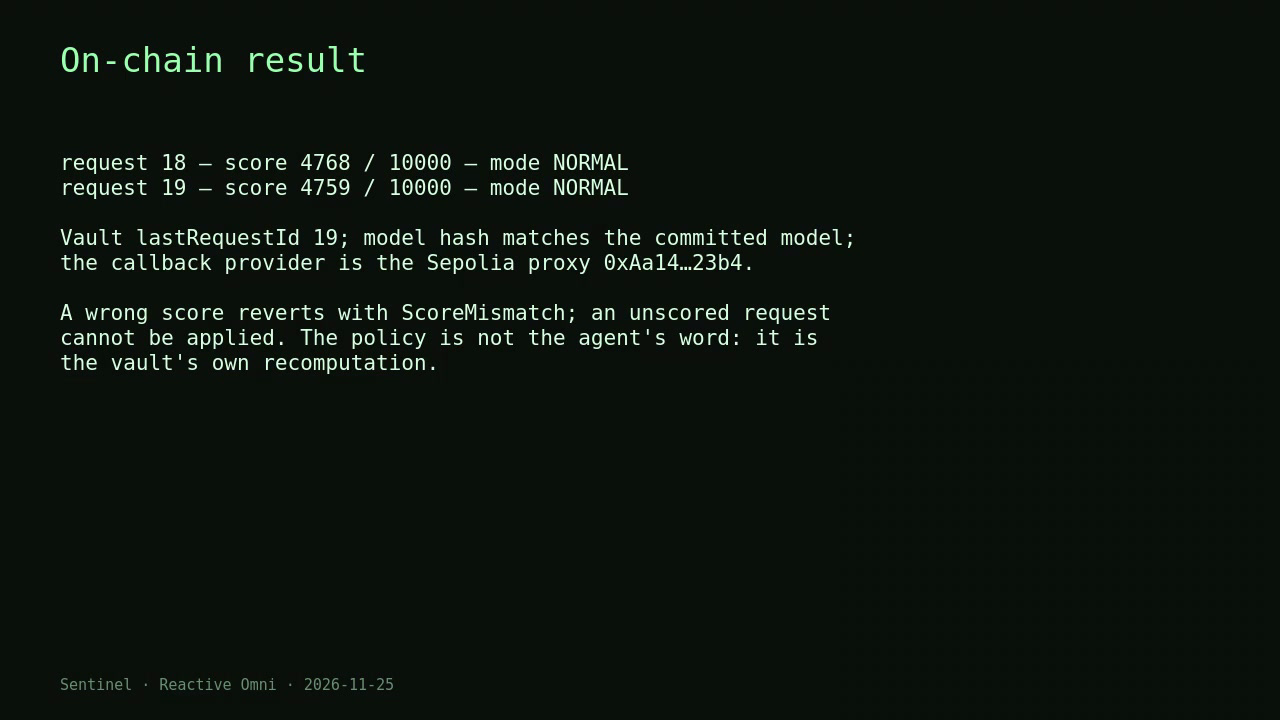 On-chain result
request 18 — score 4768 / 10000 — mode NORMAL
request 19 — score 4759 / 10000 — mode NORMAL
Vault lastRequestId 19; model hash matches the committed model;
the callback provider is the Sepolia proxy 0xAa14…23b4.
A wrong score reverts with ScoreMismatch; an unscored request
cannot be applied. The policy is not the agent's word: it is
the vault's own recomputation.
Sentinel · Reactive Omni · 2026-11-25